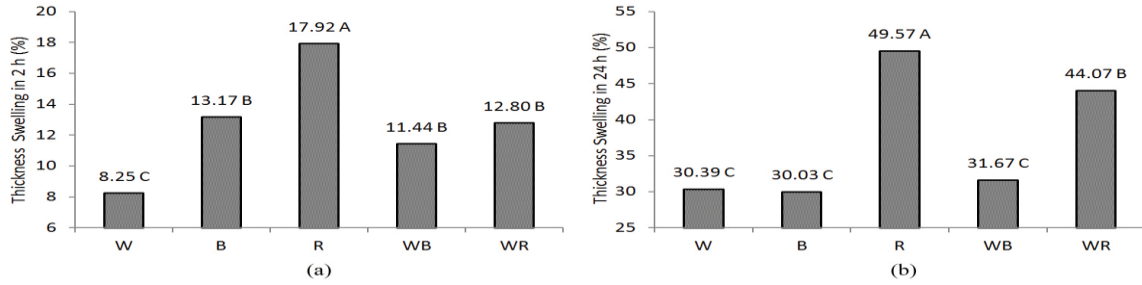 Thickness Swelling in 2 h (%)
20
18
16
14
12
10
8
6
8.25 C
13.17 B
17.92 A
11.44 B
12.80 B
W B R WB WR
(a)
Thickness Swelling in 24 h (%)
55
50
45
40
35
30
25
30.39 C
30.03 C
49.57 A
31.67 C
44.07 B
W B R WB WR
(b)